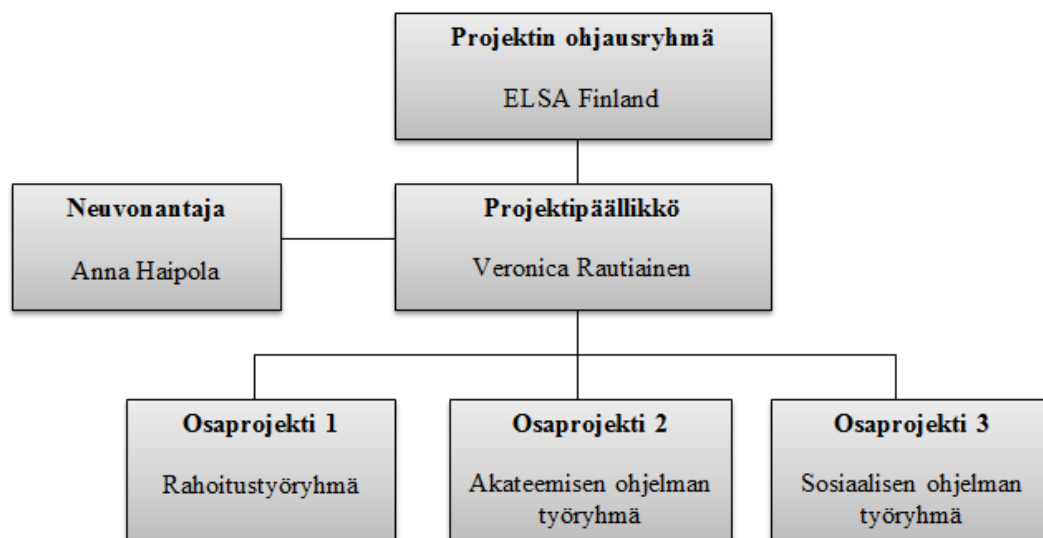 Projektin ohjausryhmä
ELSA Finland
Neuvonantaja
Anna Haipola
Projektipäällikkö
Veronica Rautiainen
Osaprojekti 1
Rahoitustyöryhmä
Osaprojekti 2
Akateemisen ohjelman
työryhmä
Osaprojekti 3
Sosiaalisen ohjelman
työryhmä